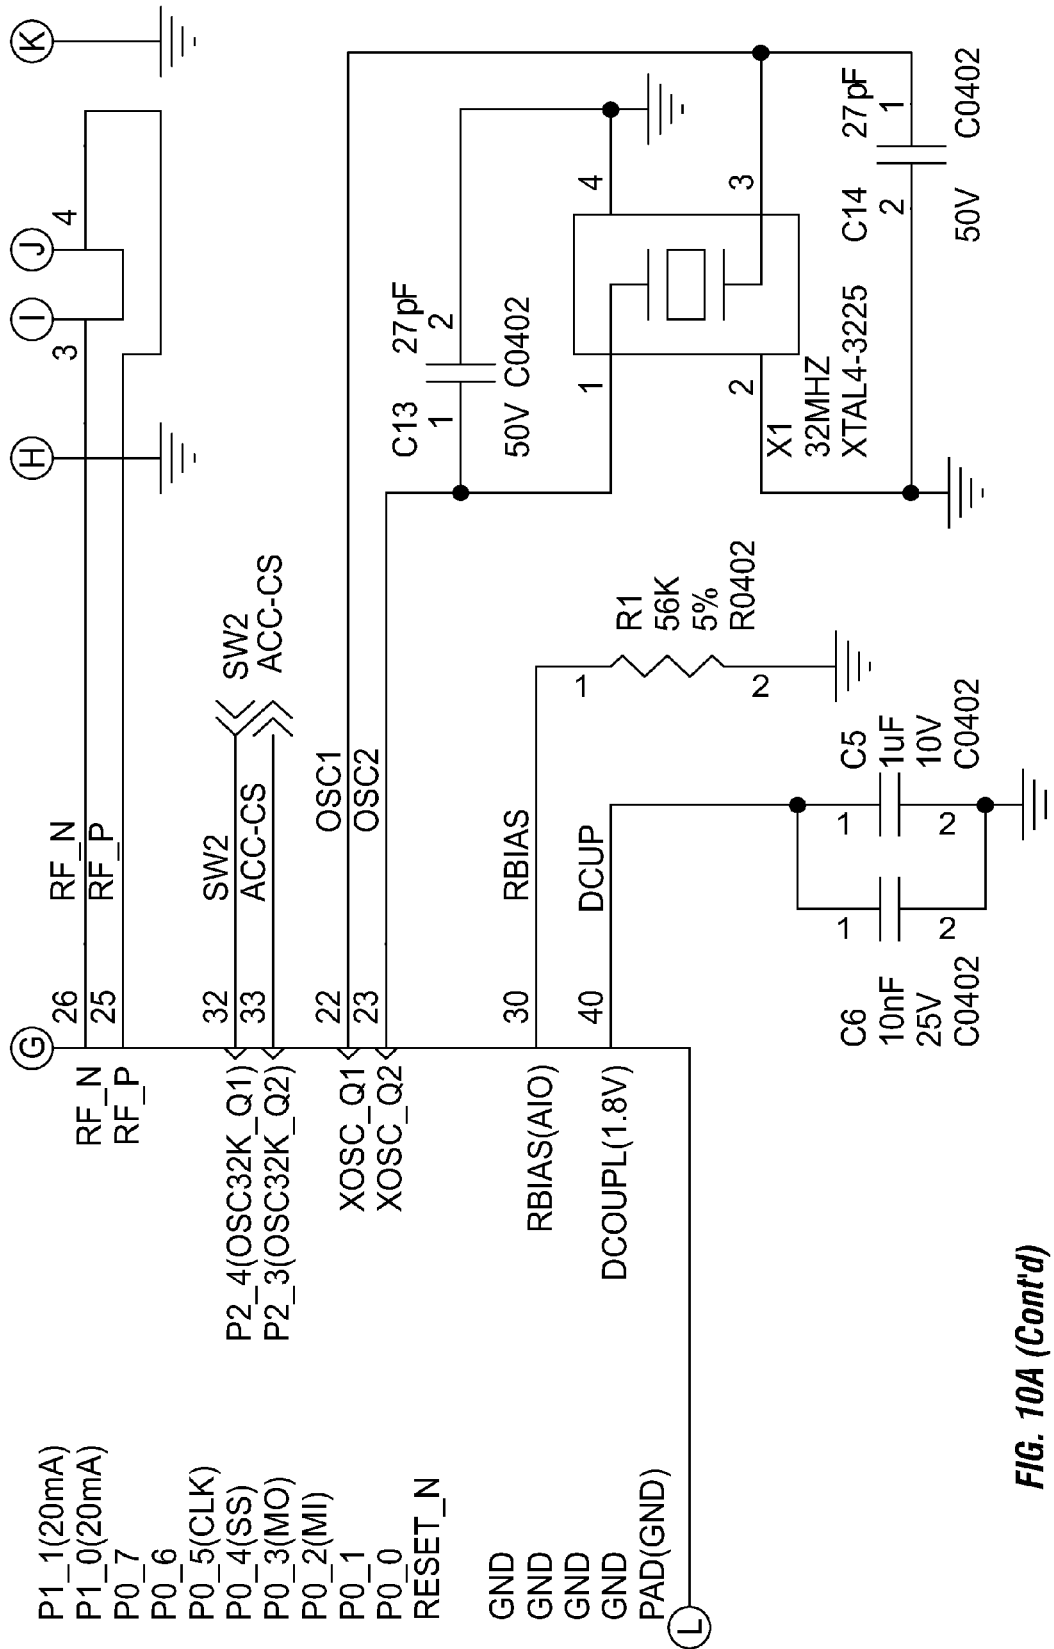 K
J
I
H
G
L
4
3
RF_N
RF_P
26
25
RF_N
RF_P
SW2
ACC-CS
SW2
ACC-CS
32
33
P2_4(OSC32K_Q1)
P2_3(OSC32K_Q2)
OSC1
OSC2
22
23
XOSC_Q1
XOSC_Q2
RBIAS
30
RBIAS(AIO)
DCUP
40
DCOUPL(1.8V)
P1_1(20mA)
P1_0(20mA)
P0_7
P0_6
P0_5(CLK)
P0_4(SS)
P0_3(MO)
P0_2(MI)
P0_1
P0_0
RESET_N
GND
GND
GND
GND
PAD(GND)
C13 27pF
1 2
50V C0402
4
3
1
2
X1
32MHZ
XTAL4-3225
C14 27pF
2 1
50V C0402
R1
56K
5%
R0402
1
2
C5
1uF
10V
C0402
1
2
C6
10nF
25V
C0402
1
2
FIG. 10A (Cont'd)